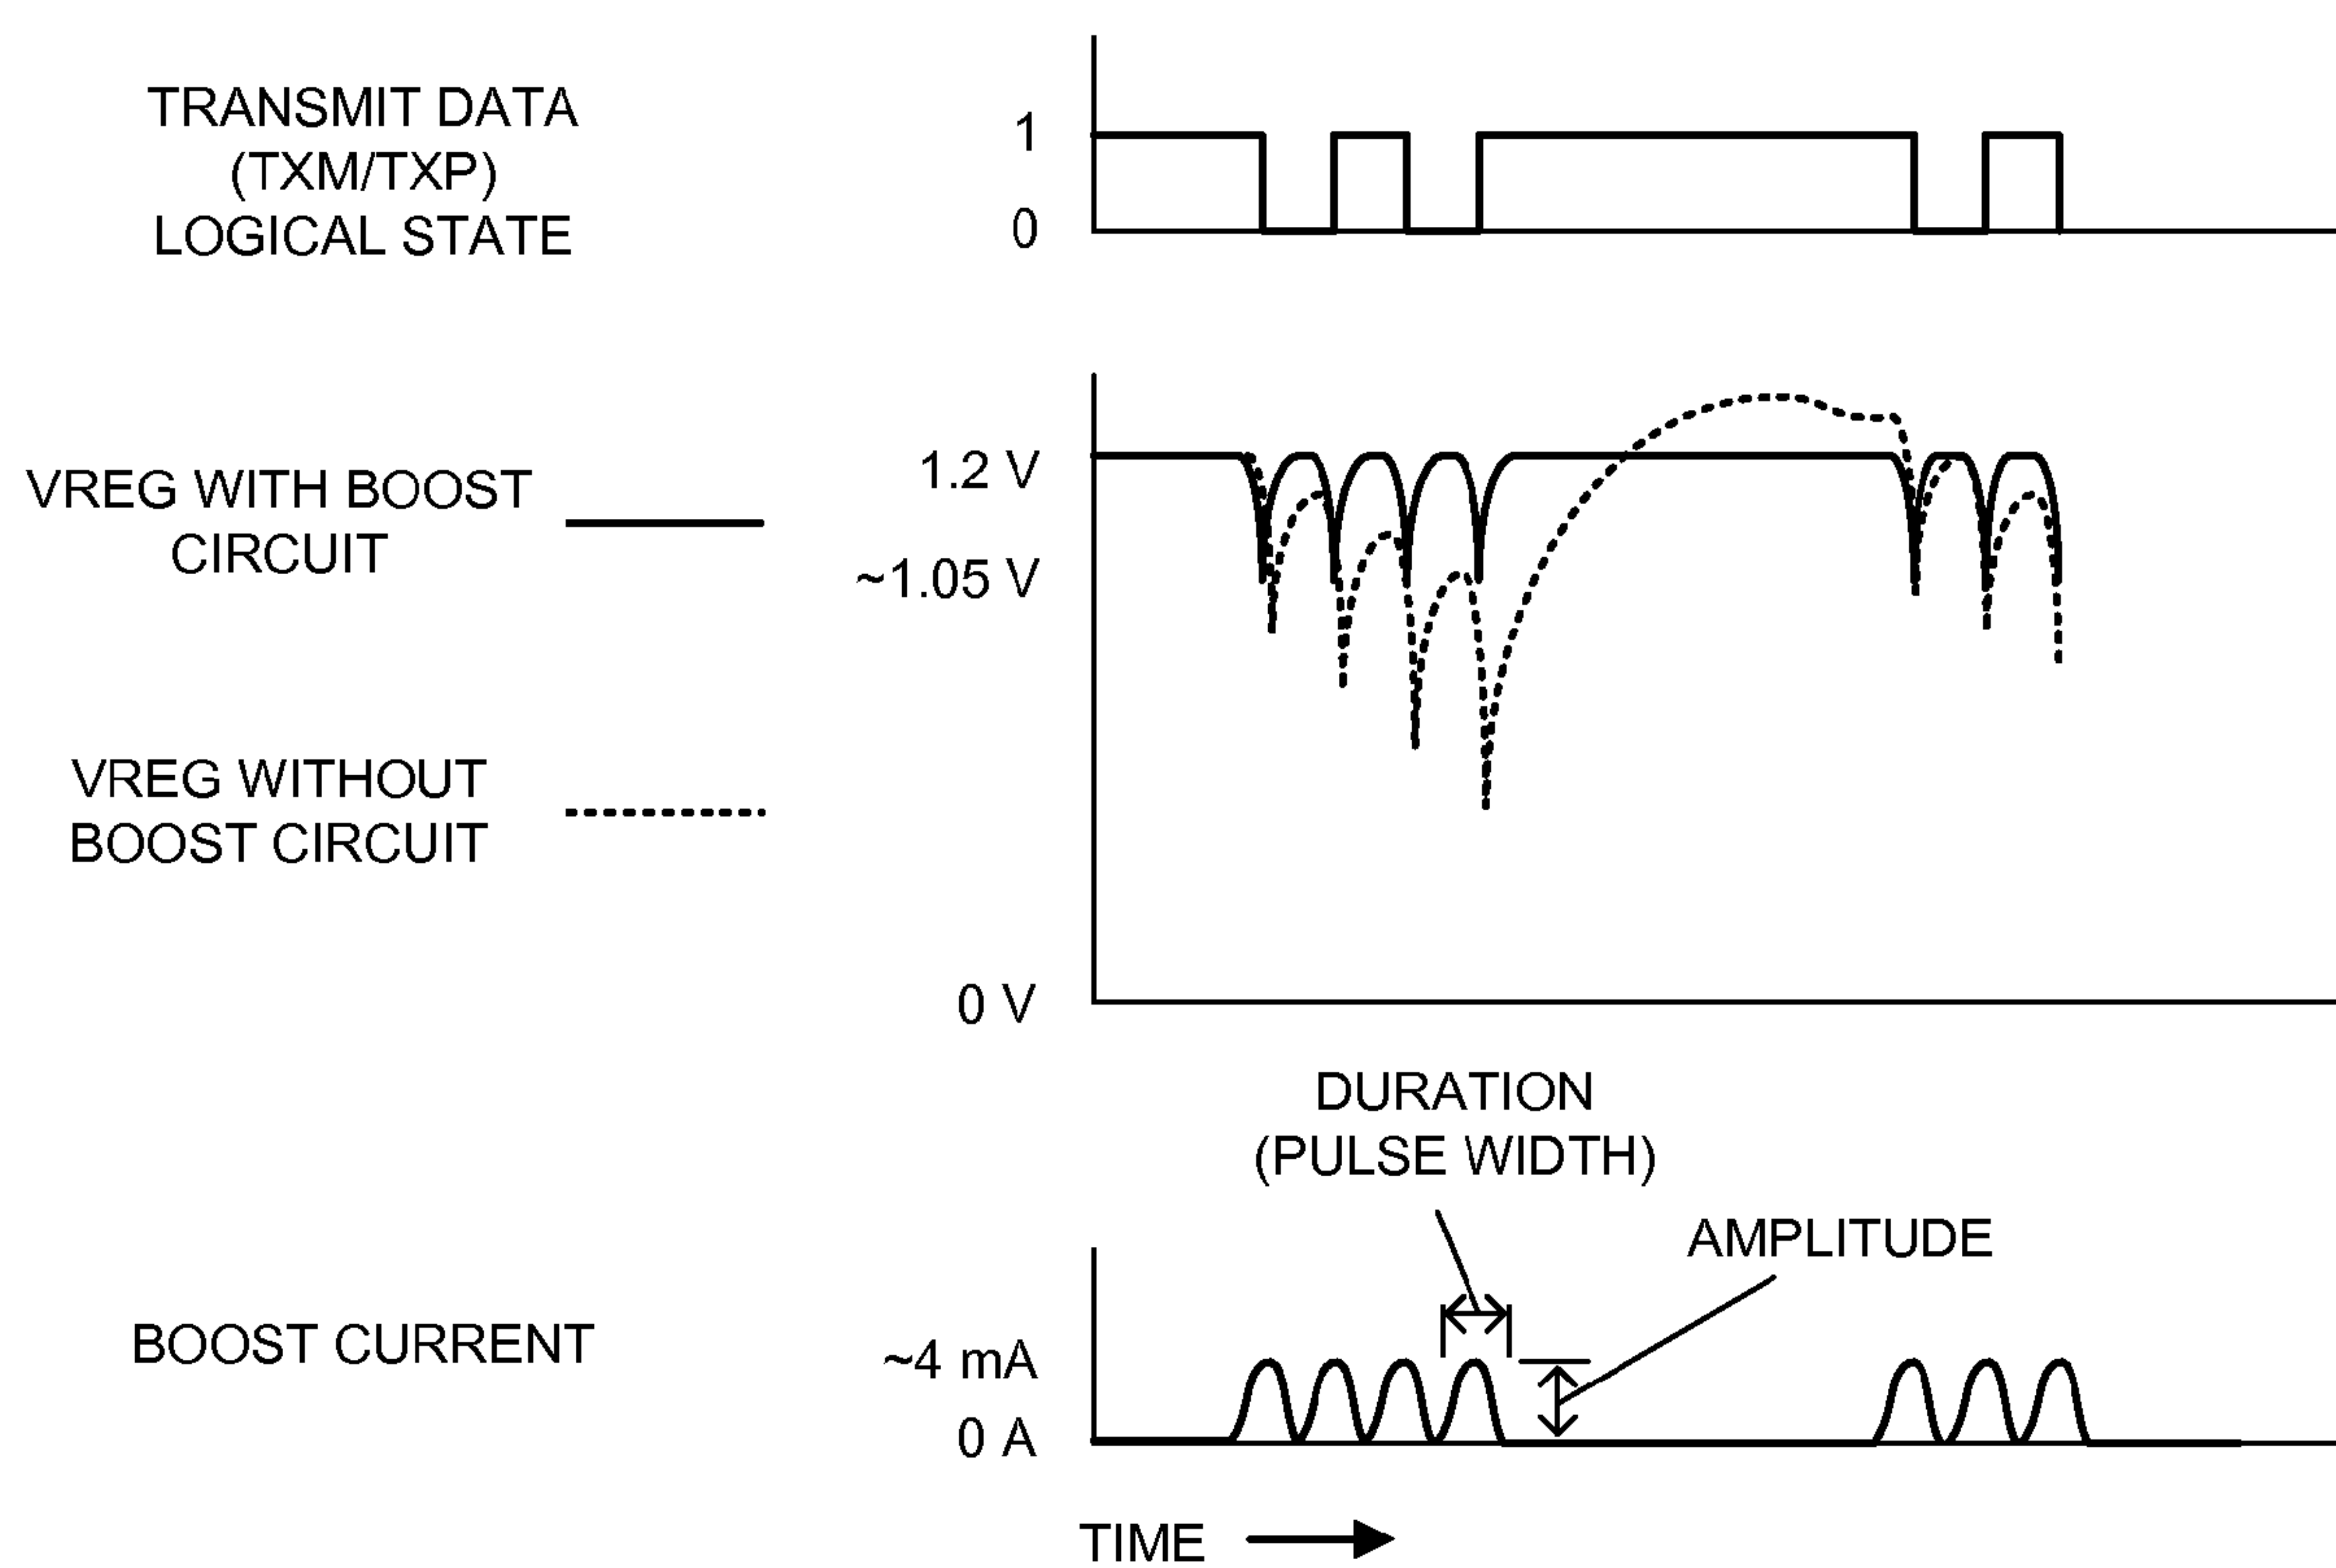 TRANSMIT DATA
(TXM/TXP)
LOGICAL STATE
1
0
VREG WITH BOOST
CIRCUIT
1.2 V
~1.05 V
VREG WITHOUT
BOOST CIRCUIT
0 V
DURATION
(PULSE WIDTH)
AMPLITUDE
BOOST CURRENT
~4 mA
0 A
TIME